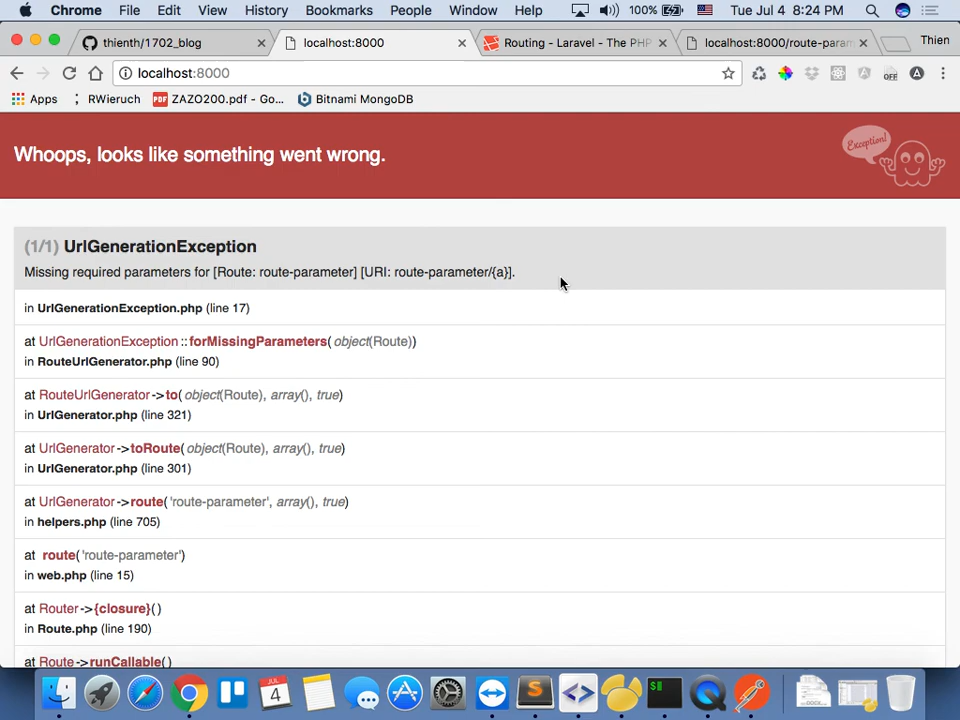 Chrome File Edit View History Bookmarks People Window Help 100% Tue Jul 4 8:24 PM
thienth/1702_blog localhost:8000 Routing - Laravel - The PHP localhost:8000/route-param Thien
localhost:8000
Apps RWieruch ZAZO200.pdf - Go... Bitnami MongoDB
Whoops, looks like something went wrong.
Exception!
(1/1) UrlGenerationException
Missing required parameters for [Route: route-parameter] [URI: route-parameter/{a}].
in UrlGenerationException.php (line 17)
at UrlGenerationException::forMissingParameters(object(Route))
in RouteUrlGenerator.php (line 90)
at RouteUrlGenerator->to(object(Route), array(), true)
in UrlGenerator.php (line 321)
at UrlGenerator->toRoute(object(Route), array(), true)
in UrlGenerator.php (line 301)
at UrlGenerator->route('route-parameter', array(), true)
in helpers.php (line 705)
at route('route-parameter')
in web.php (line 15)
at Router->{closure}()
in Route.php (line 190)
at Route->runCallable()
JUL
4